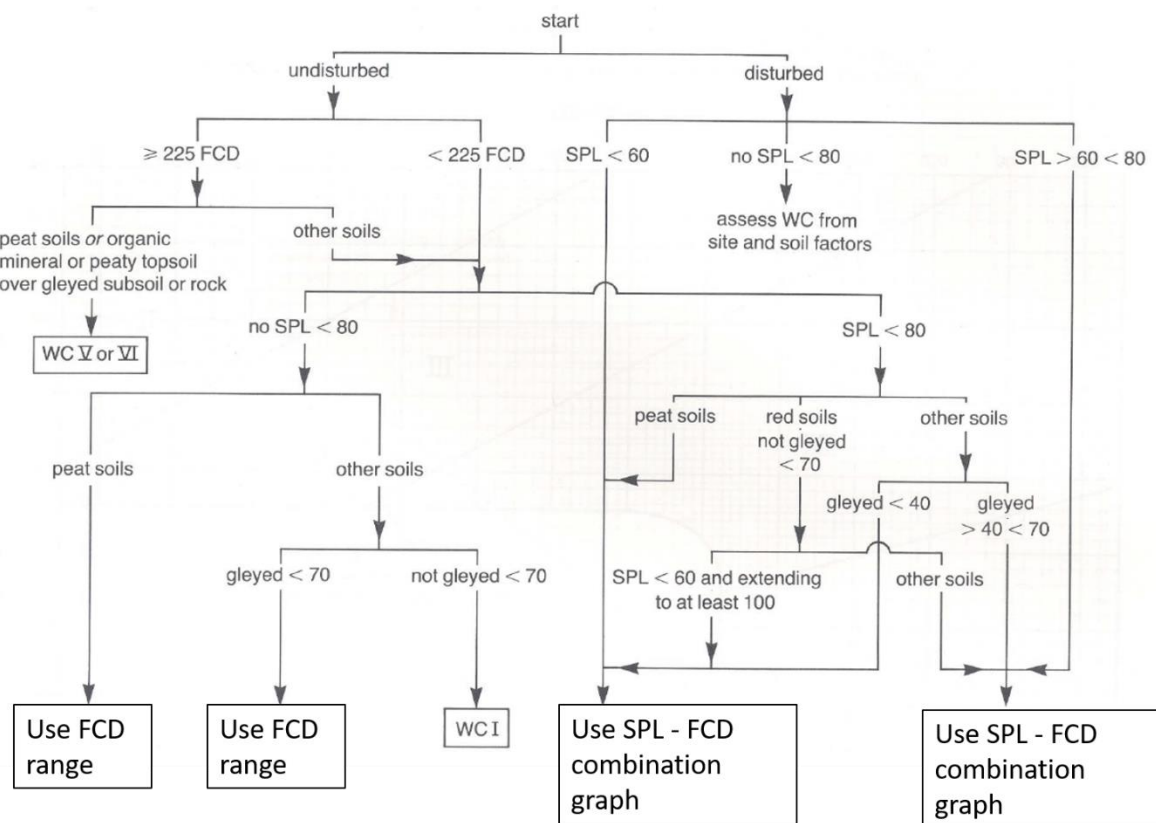 start
undisturbed
disturbed
≥ 225 FCD
< 225 FCD
SPL < 60
no SPL < 80
SPL > 60 < 80
peat soils or organic
mineral or peaty topsoil
over gleyed subsoil or rock
other soils
assess WC from
site and soil factors
WC V or VI
no SPL < 80
SPL < 80
peat soils
other soils
peat soils
red soils
not gleyed
< 70
other soils
gleyed < 40
gleyed
> 40 < 70
gleyed < 70
not gleyed < 70
SPL < 60 and extending
to at least 100
other soils
Use FCD
range
Use FCD
range
WC I
Use SPL - FCD
combination
graph
Use SPL - FCD
combination
graph